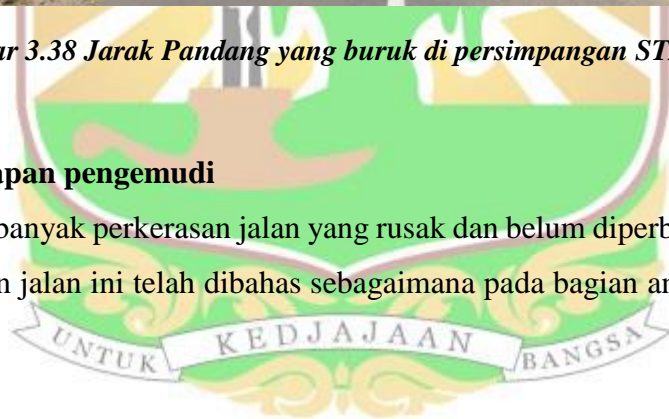 ar 3.38 Jarak Pandang yang buruk di persimpangan ST
apan pengemudi
banyak perkerasan jalan yang rusak dan belum diperb
n jalan ini telah dibahas sebagaimana pada bagian an
UNTUK KEDJAJAAN BANGSA